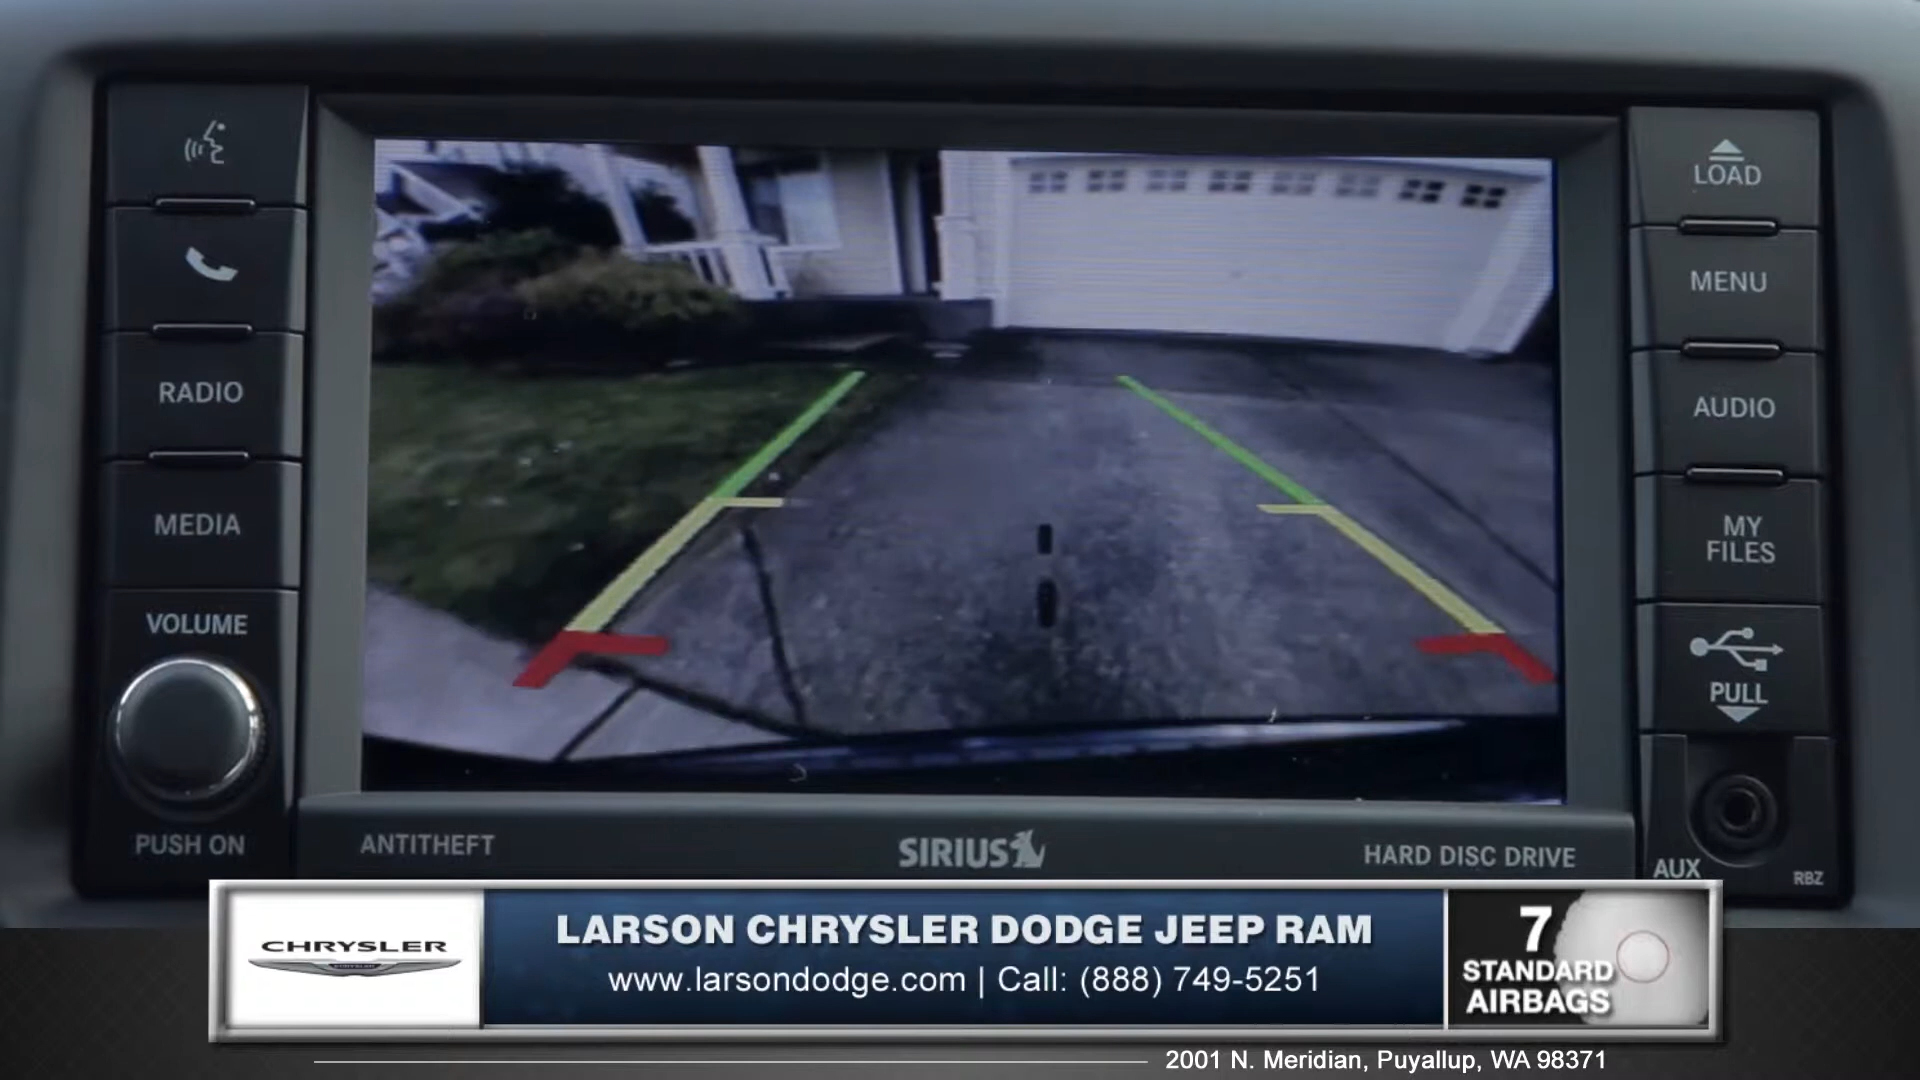 LOAD
MENU
RADIO
AUDIO
MEDIA
MY
FILES
VOLUME
PULL
PUSH ON
ANTITHEFT
SIRIUS
HARD DISC DRIVE
AUX
RBZ
CHRYSLER
LARSON CHRYSLER DODGE JEEP RAM
www.larsondodge.com | Call: (888) 749-5251
7
STANDARD
AIRBAGS
2001 N. Meridian, Puyallup, WA 98371